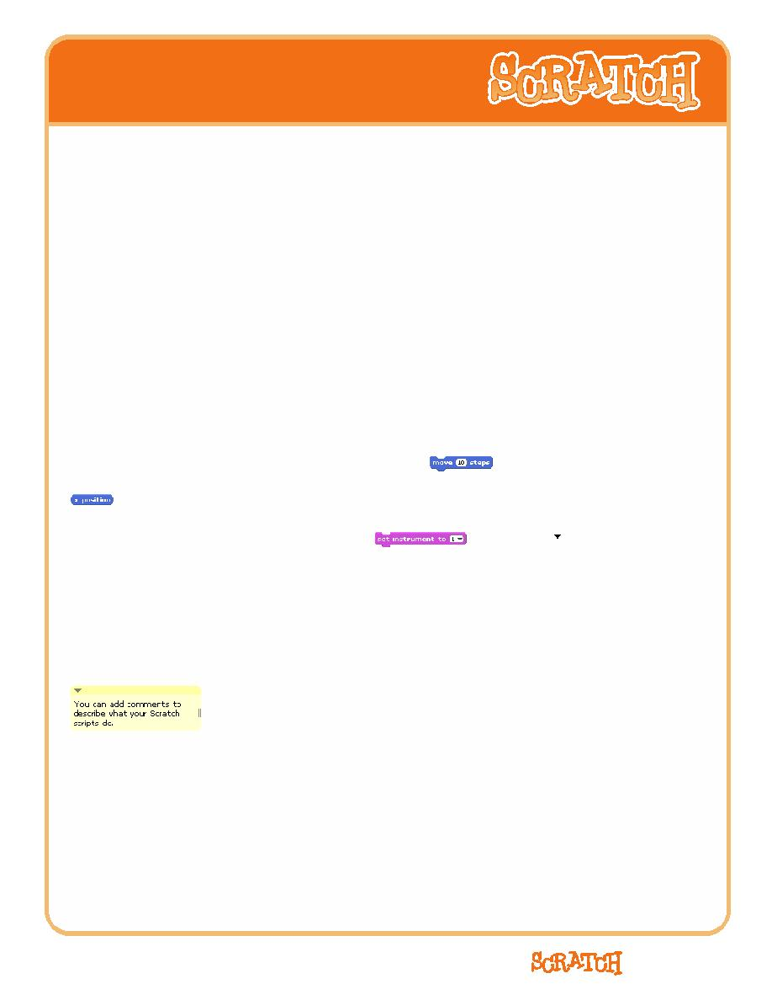 SCRATCH
move 10 steps
x position
set instrument to 1
You can add comments to
describe what your Scratch
scripts do.
SCRATCH